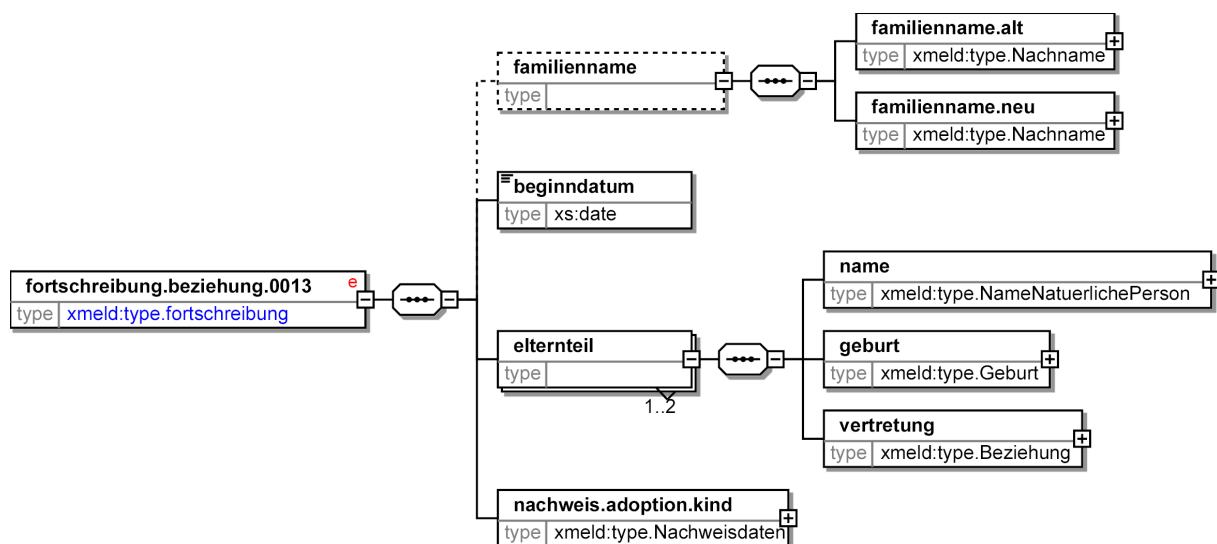 familienname
type
familienname.alt
type xmeld:type.Nachname
familienname.neu
type xmeld:type.Nachname
beginndatum
type xs:date
fortschreibung.beziehung.0013 e
type xmeld:type.fortschreibung
elternteil
type
1..2
name
type xmeld:type.NameNatuerlichePerson
geburt
type xmeld:type.Geburt
vertretung
type xmeld:type.Beziehung
nachweis.adoption.kind
type xmeld:type.Nachweisdaten